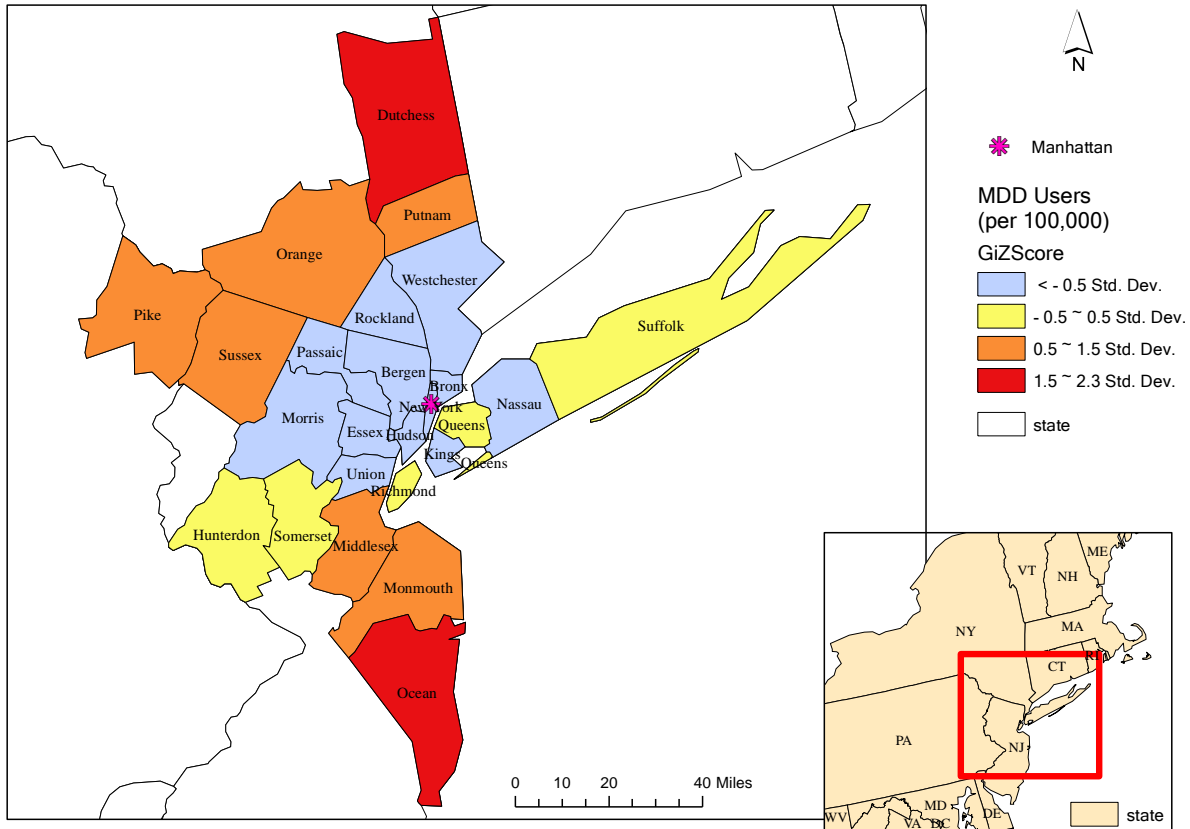 Dutchess
Putnam
Orange
Westchester
Pike
Rockland
Suffolk
Sussex
Passaic
Bergen
Bronx
Nassau
New York
Morris
Queens
Essex
Hudson
Kings
Queens
Union
Richmond
Hunterdon
Somerset
Middlesex
Monmouth
Ocean
0 10 20 40 Miles
N
Manhattan
MDD Users
(per 100,000)
GiZScore
< - 0.5 Std. Dev.
- 0.5 ~ 0.5 Std. Dev.
0.5 ~ 1.5 Std. Dev.
1.5 ~ 2.3 Std. Dev.
state
ME
VT
NH
NY
MA
CT
RI
PA
NJ
MD
WV
VA
DC
DE
state